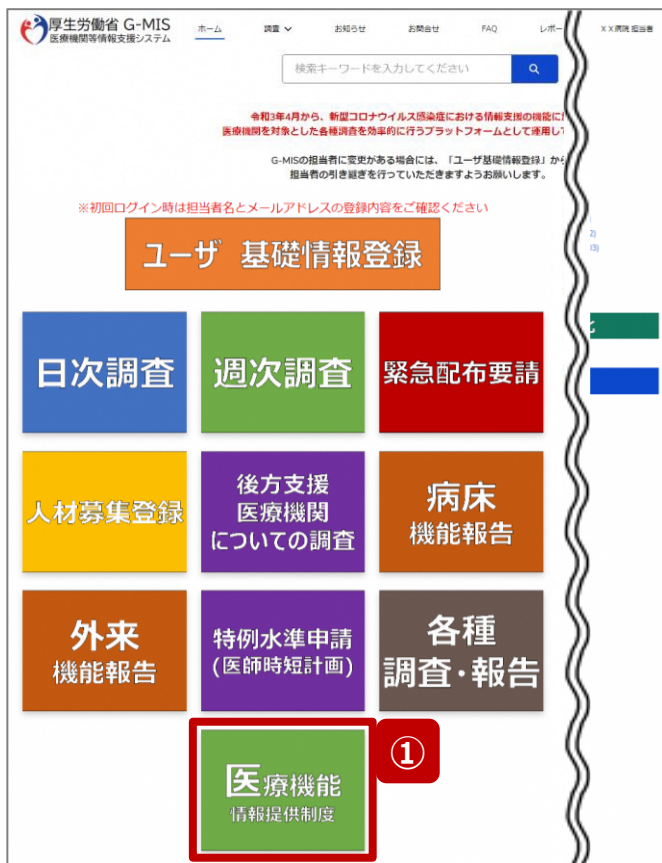 厚生労働省 G-MIS
医療機関等情報支援システム
ホーム 調査 お知らせ お問合せ FAQ レポー XX病院 担当者
検索キーワードを入力してください
令和3年4月から、新型コロナウイルス感染症における情報支援の機能に
医療機関を対象とした各種調査を効率的に行うプラットフォームとして運用し
G-MISの担当者に変更がある場合には、「ユーザ基礎情報登録」か
担当者の引き継ぎを行っていただきますようお願いします。
※初回ログイン時は担当者名とメールアドレスの登録内容をご確認ください
2)
ユーザ 基礎情報登録
日次調査 週次調査 緊急配布要請
人材募集登録
後方支援
医療機関
についての調査
病床
機能報告
外来
機能報告
特例水準申請
(医師時短計画)
各種
調査・報告
①
医療機能
情報提供制度